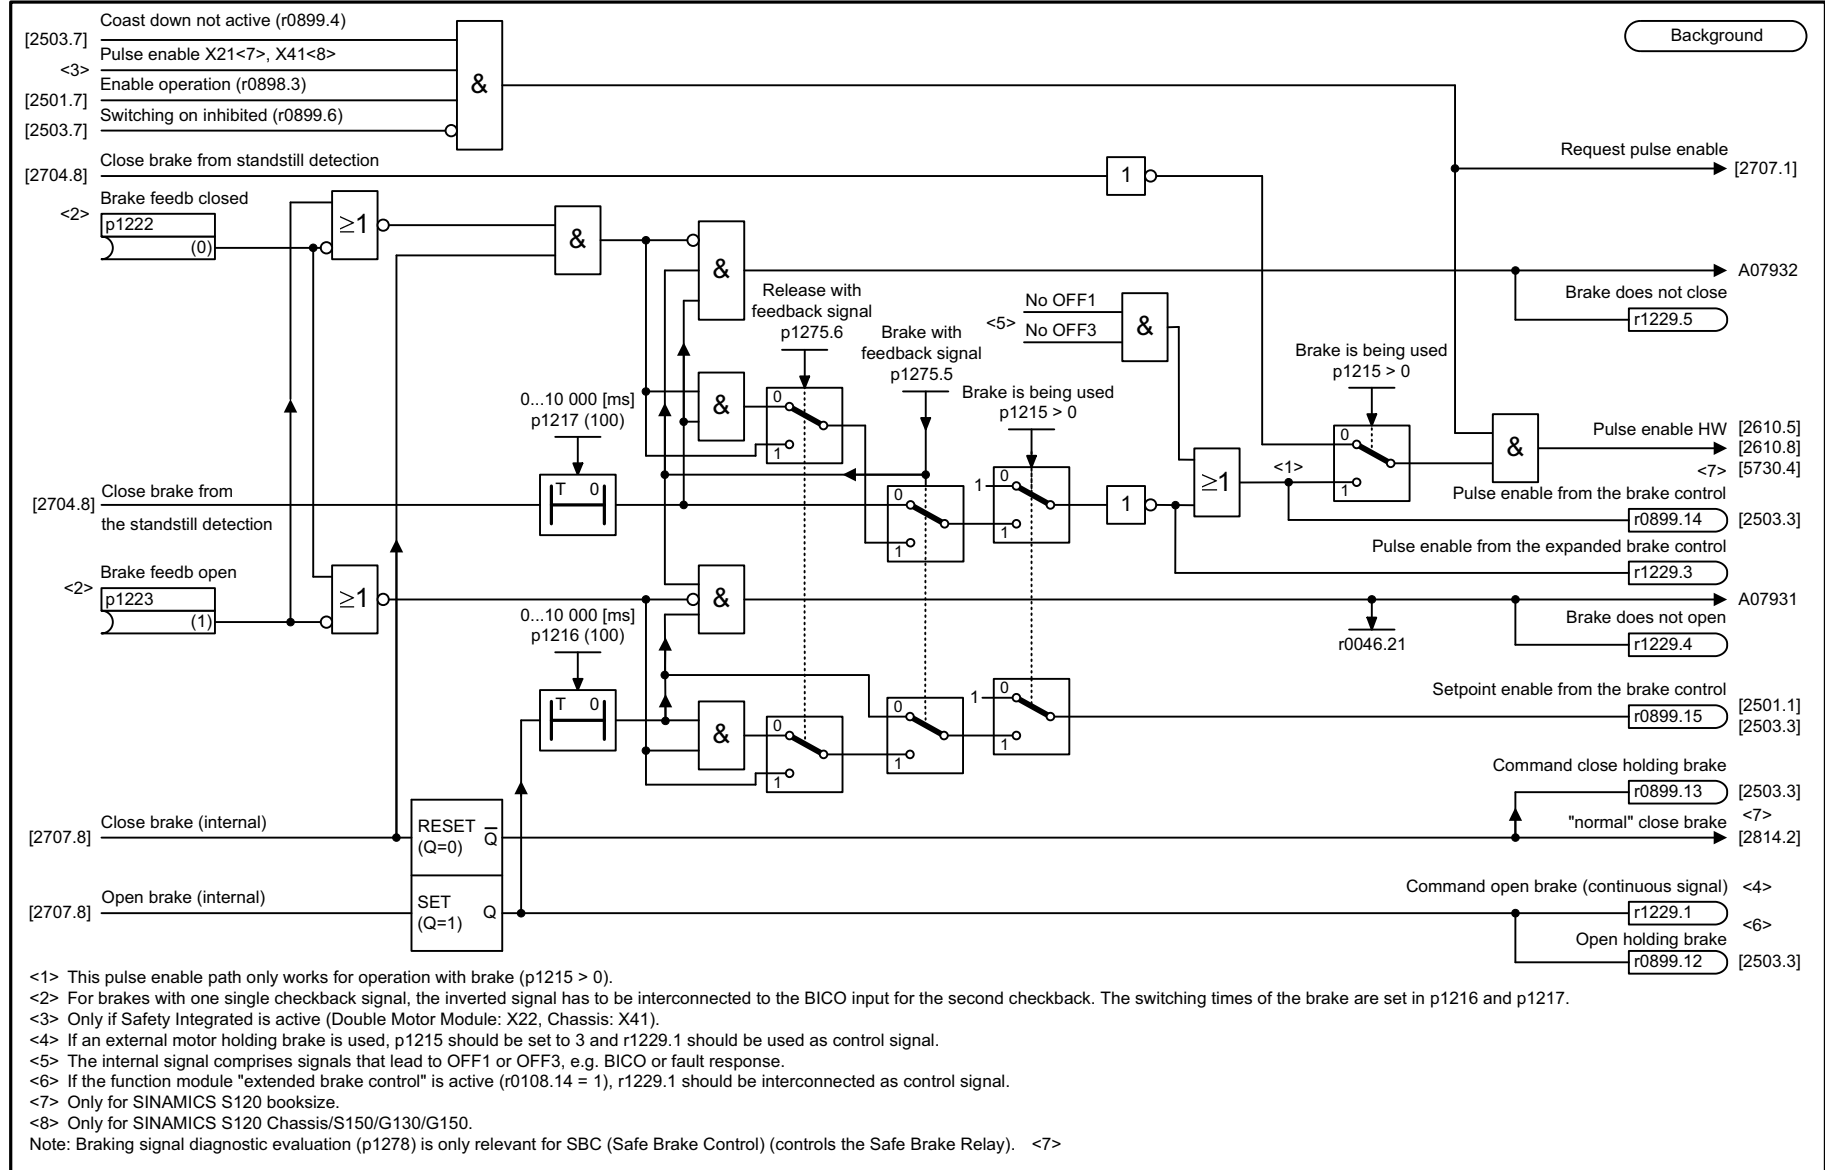 Coast down not active (r0899.4)
[2503.7]
Pulse enable X21<7>, X41<8>
<3>
Enable operation (r0898.3)
[2501.7]
Switching on inhibited (r0899.6)
[2503.7]
&
Background
Close brake from standstill detection
[2704.8]
1
Request pulse enable
[2707.1]
Brake feedb closed
<2>
p1222
(0)
≥1
&
&
A07932
Brake does not close
r1229.5
Release with
feedback signal
p1275.6
Brake with
feedback signal
p1275.5
No OFF1
<5>
No OFF3
&
Brake is being used
p1215 > 0
Brake is being used
p1215 > 0
0...10 000 [ms]
p1217 (100)
&
0
1
0
1
&
Pulse enable HW
[2610.5]
[2610.8]
<7>
[5730.4]
Close brake from
[2704.8]
the standstill detection
T 0
0
1
1
0
1
1
≥1
<1>
Pulse enable from the brake control
r0899.14
[2503.3]
Pulse enable from the expanded brake control
r1229.3
Brake feedb open
<2>
p1223
(1)
≥1
&
A07931
Brake does not open
r1229.4
r0046.21
0...10 000 [ms]
p1216 (100)
T 0
&
0
1
0
1
1
0
1
Setpoint enable from the brake control
r0899.15
[2501.1]
[2503.3]
Command close holding brake
r0899.13
[2503.3]
<7>
Close brake (internal)
[2707.8]
RESET
(Q=0)
Q̅
"normal" close brake
[2814.2]
Open brake (internal)
[2707.8]
SET
(Q=1)
Q
Command open brake (continuous signal) <4>
r1229.1
<6>
Open holding brake
r0899.12
[2503.3]
<1> This pulse enable path only works for operation with brake (p1215 > 0).
<2> For brakes with one single checkback signal, the inverted signal has to be interconnected to the BICO input for the second checkback. The switching times of the brake are set in p1216 and p1217.
<3> Only if Safety Integrated is active (Double Motor Module: X22, Chassis: X41).
<4> If an external motor holding brake is used, p1215 should be set to 3 and r1229.1 should be used as control signal.
<5> The internal signal comprises signals that lead to OFF1 or OFF3, e.g. BICO or fault response.
<6> If the function module "extended brake control" is active (r0108.14 = 1), r1229.1 should be interconnected as control signal.
<7> Only for SINAMICS S120 booksize.
<8> Only for SINAMICS S120 Chassis/S150/G130/G150.
Note: Braking signal diagnostic evaluation (p1278) is only relevant for SBC (Safe Brake Control) (controls the Safe Brake Relay). <7>